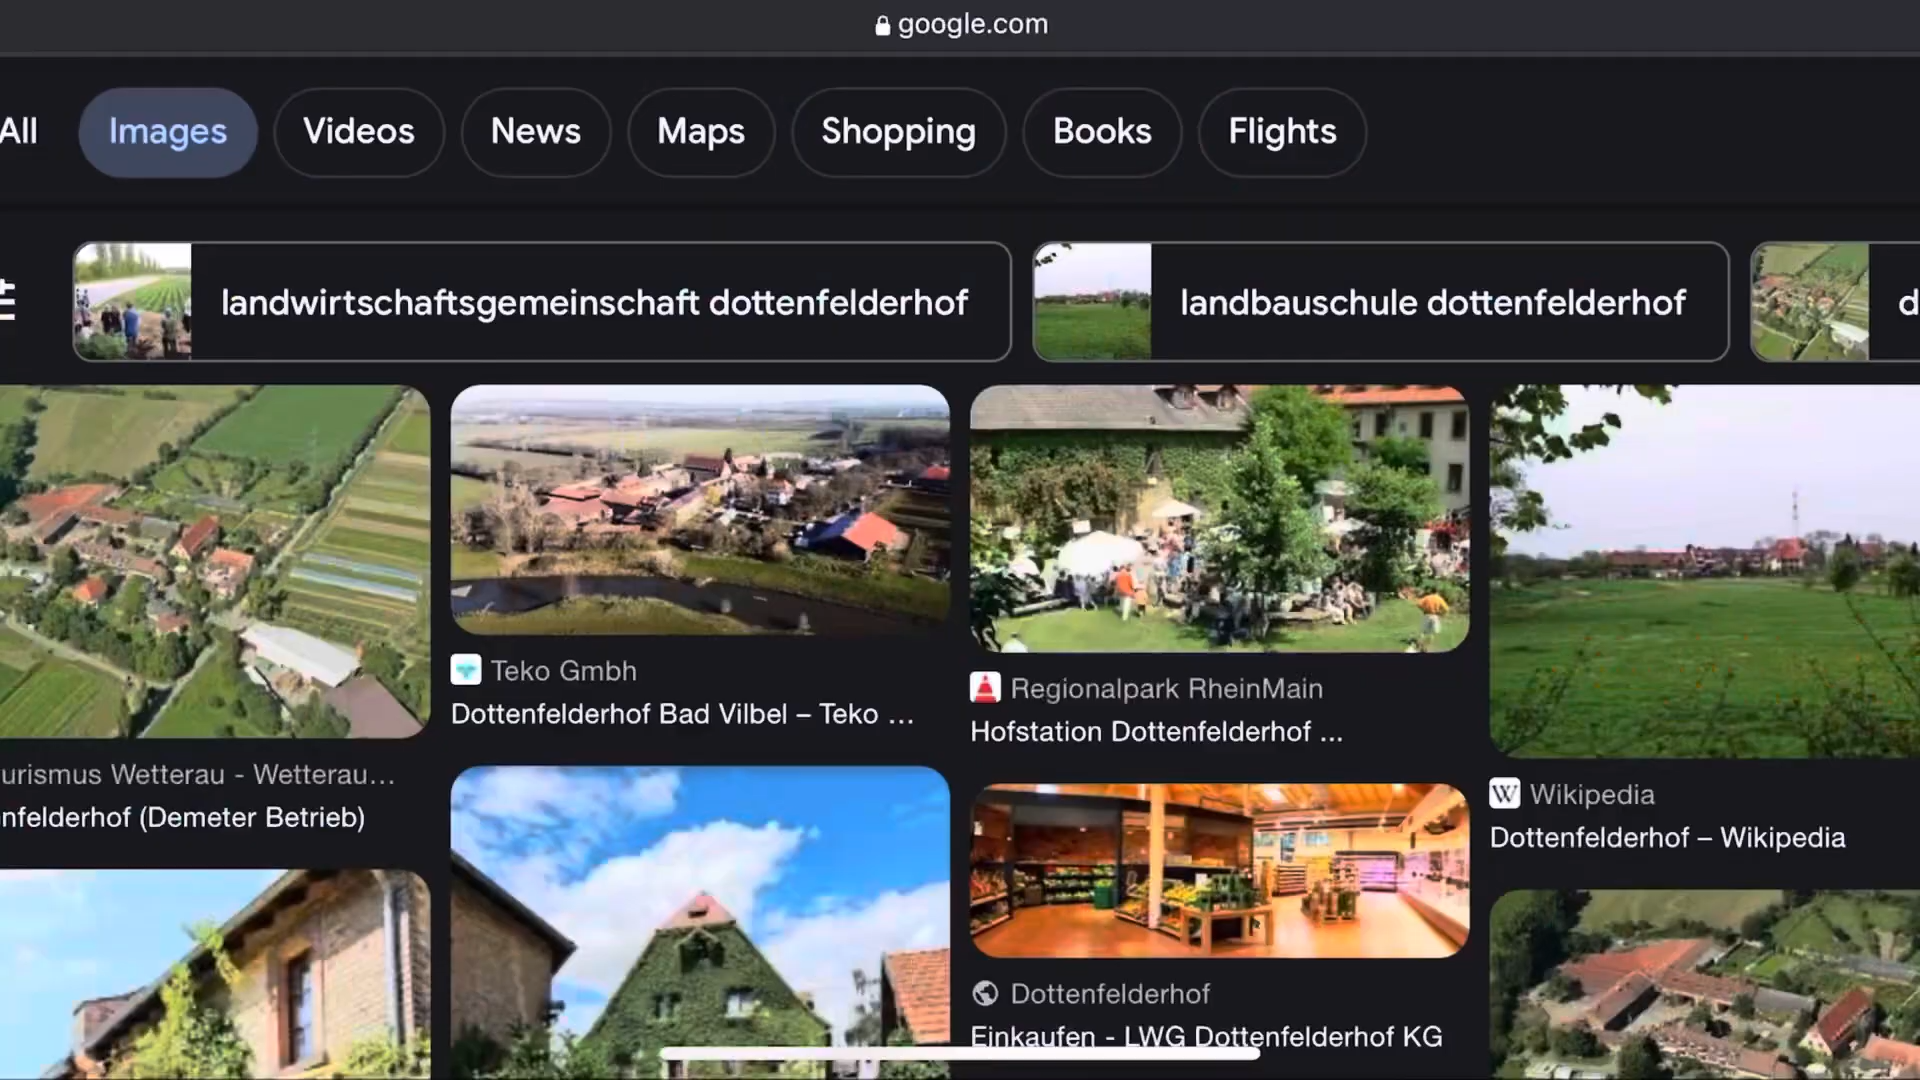 google.com
All
Images
Videos
News
Maps
Shopping
Books
Flights
landwirtschaftsgemeinschaft dottenfelderhof
landbauschule dottenfelderhof
d
Teko Gmbh
Dottenfelderhof Bad Vilbel – Teko ...
Regionalpark RheinMain
Hofstation Dottenfelderhof ...
urismus Wetterau - Wetterau...
nfelderhof (Demeter Betrieb)
W Wikipedia
Dottenfelderhof – Wikipedia
Dottenfelderhof
Einkaufen - LWG Dottenfelderhof KG